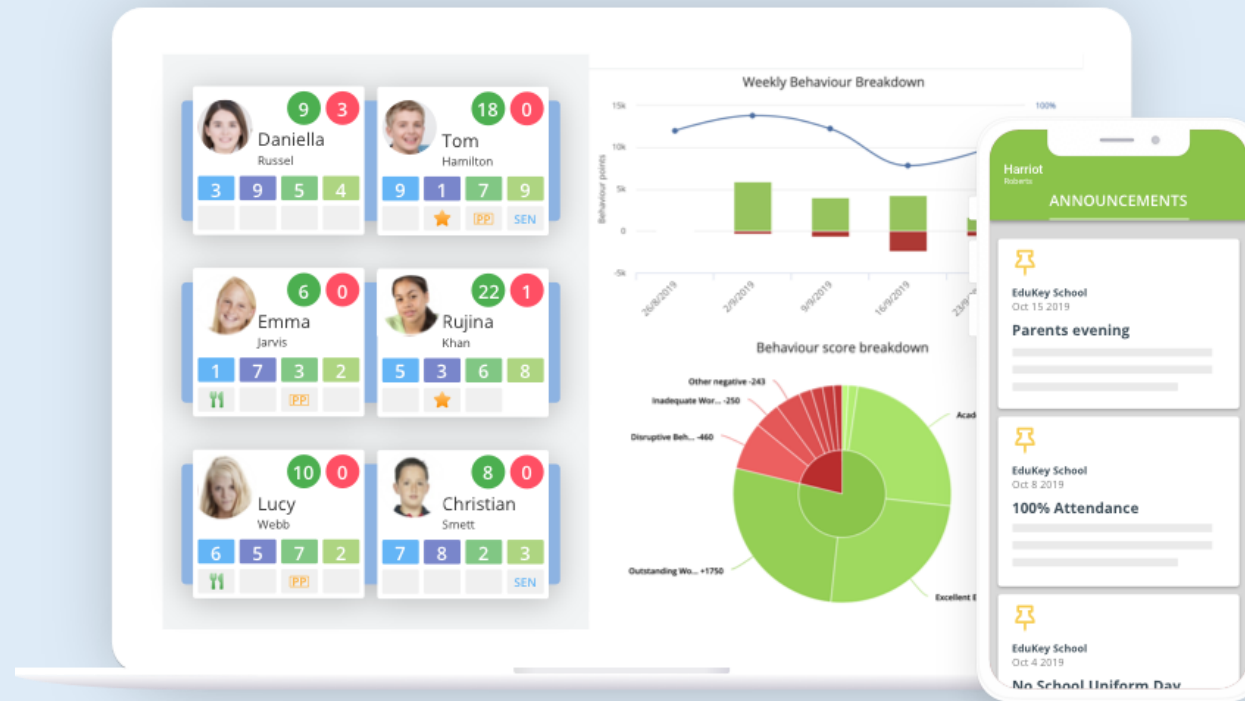 9 3
Daniella
Russel
3 9 5 4
18 0
Tom
Hamilton
9 1 7 9
PP SEN
6 0
Emma
Jarvis
1 7 3 2
PP
22 1
Rujina
Khan
5 3 6 8
10 0
Lucy
Webb
6 5 7 2
PP
8 0
Christian
Smett
7 8 2 3
SEN
Weekly Behaviour Breakdown
15k
100%
10k
Behaviour points
5k
0
-5k
26/8/2019
2/9/2019
9/9/2019
16/9/2019
23/9/
Behaviour score breakdown
Other negative -243
Inadequate Wor... -250
Disruptive Beh... -460
Acad
Outstanding Wo... +1750
Excellent E
Harriot
Roberts
ANNOUNCEMENTS
EduKey School
Oct 15 2019
Parents evening
EduKey School
Oct 8 2019
100% Attendance
EduKey School
Oct 4 2019
No School Uniform Day